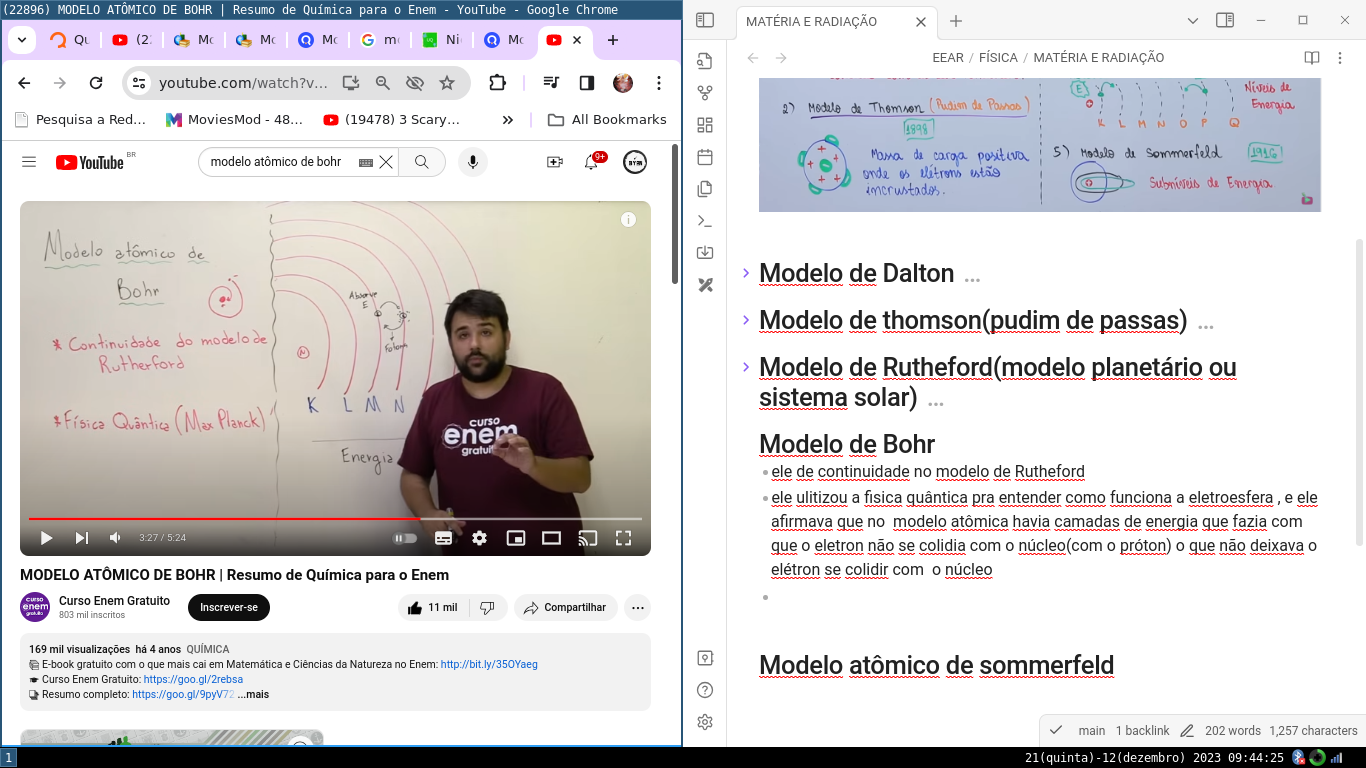 (22896) MODELO ATÔMICO DE BOHR | Resumo de Química para o Enem - YouTube - Google Chrome
Qu
(2
Mo
Mo
Mo
mo
Ni
Mo
youtube.com/watch?v...
Pesquisa a Red...
MoviesMod - 48...
(19478) 3 Scary...
»
All Bookmarks
YouTube BR
modelo atômico de bohr
9+
Modelo atômico de
Bohr
* Continuidade do modelo de
Rutherford
* Física Quântica (Max Planck)
Absorve
E
Fóton
N
K L M N
Energia
curso
enem
gratuito
3:27 / 5:24
MODELO ATÔMICO DE BOHR | Resumo de Química para o Enem
curso
enem
gratuito
Curso Enem Gratuito
803 mil inscritos
Inscrever-se
11 mil
Compartilhar
169 mil visualizações há 4 anos QUÍMICA
E-book gratuito com o que mais cai em Matemática e Ciências da Natureza no Enem: http://bit.ly/35OYaeg
Curso Enem Gratuito: https://goo.gl/2rebsa
Resumo completo: https://goo.gl/9pyV72 ...mais
MATÉRIA E RADIAÇÃO
EEAR / FÍSICA / MATÉRIA E RADIAÇÃO
2) Modelo de Thomson (Pudim de Passas)
1898
Massa de carga positiva
onde os elétrons estão
incrustados.
E
Níveis de
Energia
K L M N O P Q
5) Modelo de Sommerfeld 1916
Subníveis de Energia
Modelo de Dalton ...
Modelo de thomson(pudim de passas) ...
Modelo de Rutheford(modelo planetário ou
sistema solar) ...
Modelo de Bohr
ele de continuidade no modelo de Rutheford
ele ulitizou a fisica quântica pra entender como funciona a eletroesfera , e ele
afirmava que no modelo atômica havia camadas de energia que fazia com
que o eletron não se colidia com o núcleo(com o próton) o que não deixava o
elétron se colidir com o núcleo
Modelo atômico de sommerfeld
main 1 backlink 202 words 1,257 characters
1
21(quinta)-12(dezembro) 2023 09:44:25